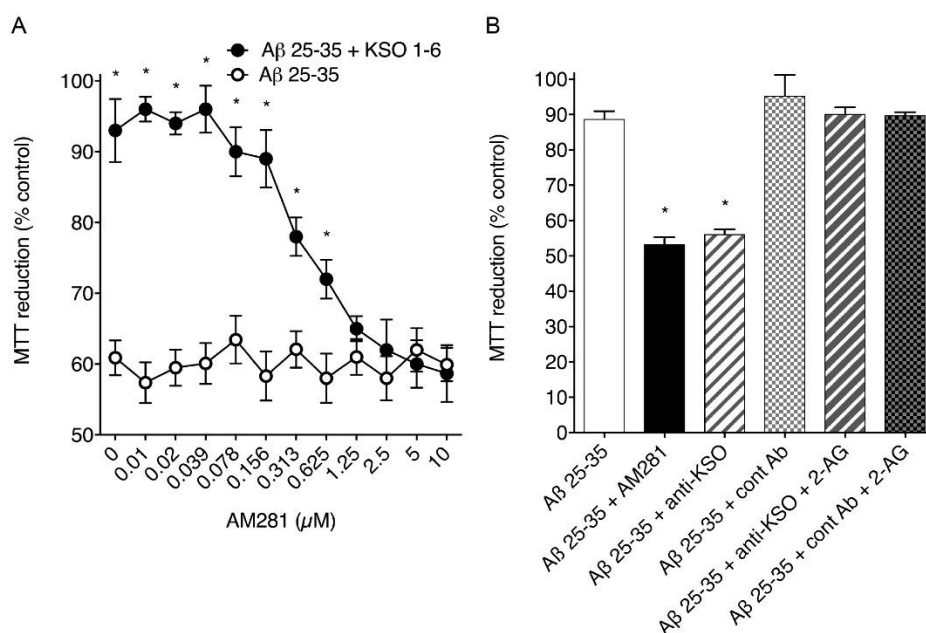 A
Aβ 25-35 + KSO 1-6
Aβ 25-35
MTT reduction (% control)
100
90
80
70
60
50
* * * * * * * *
0 0.01 0.02 0.039 0.078 0.156 0.313 0.625 1.25 2.5 5 10
AM281 (µM)
B
MTT reduction (% control)
100
90
80
70
60
50
40
30
20
10
0
* *
Aβ 25-35
Aβ 25-35 + AM281
Aβ 25-35 + anti-KSO
Aβ 25-35 + cont Ab
Aβ 25-35 + anti-KSO + 2-AG
Aβ 25-35 + cont Ab + 2-AG